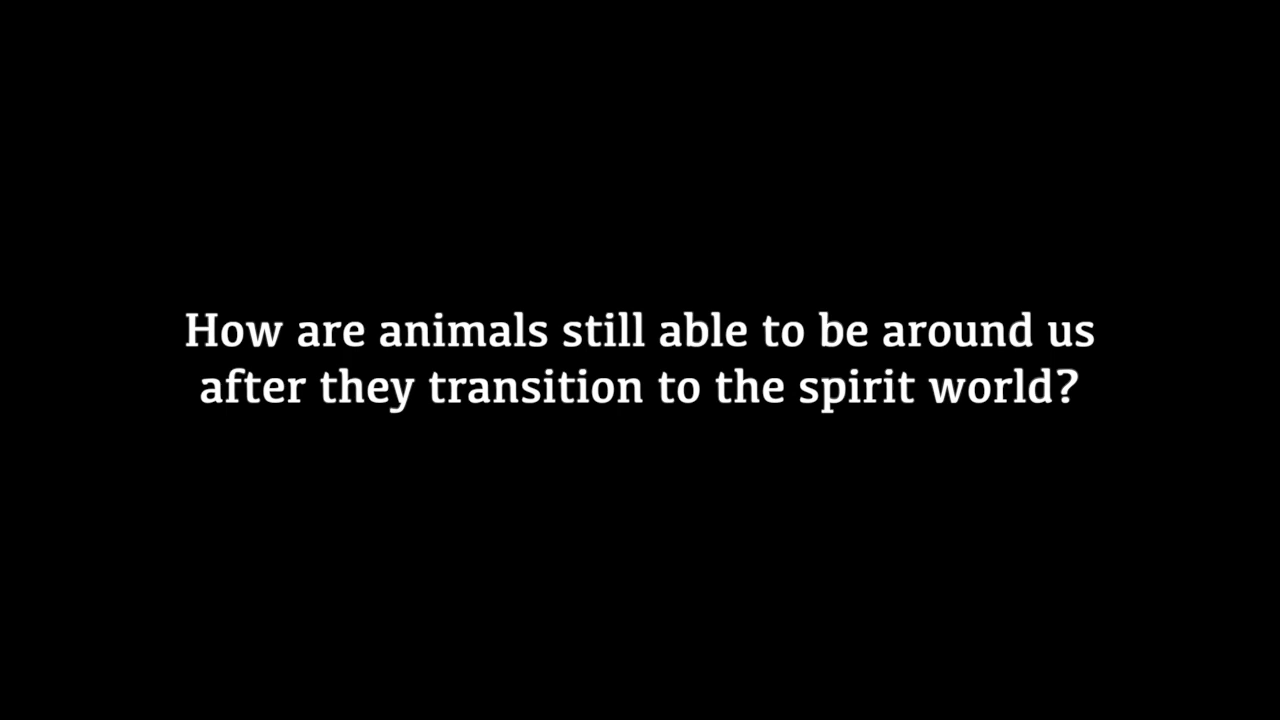 How are animals still able to be around us
after they transition to the spirit world?